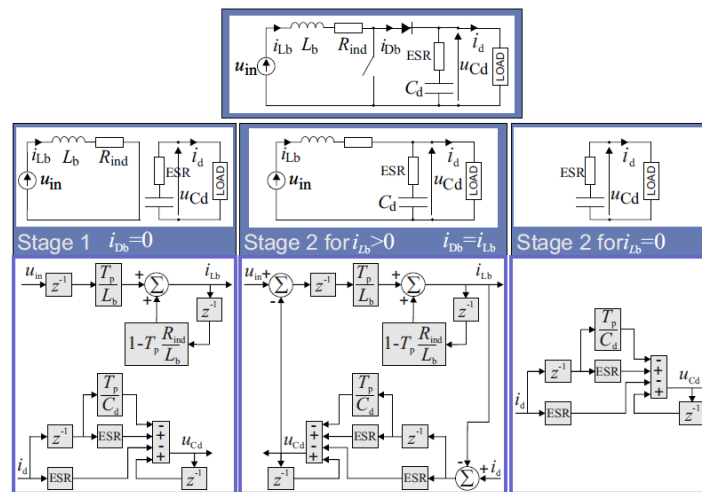 i_Lb L_b R_ind i_Db i_d
ESR
u_in u_Cd LOAD
C_d
i_Lb L_b R_ind i_d
ESR
u_in u_Cd LOAD
Stage 1 i_Db=0
i_Lb i_d
ESR
u_in u_Cd LOAD
C_d
Stage 2 for i_Lb>0 i_Db=i_Lb
i_d
ESR
u_Cd LOAD
Stage 2 for i_Lb=0
u_in z⁻¹ T_p/L_b + Σ i_Lb
+ z⁻¹
1-T_p R_ind/L_b
T_p/C_d
z⁻¹ ESR - + - + u_Cd
i_d ESR z⁻¹
u_in + Σ z⁻¹ T_p/L_b + Σ i_Lb
- + z⁻¹
1-T_p R_ind/L_b
T_p/C_d
u_Cd - + - + ESR z⁻¹ -
z⁻¹ z⁻¹ ESR Σ + i_d
T_p/C_d
z⁻¹ ESR - + - + u_Cd
i_d ESR z⁻¹